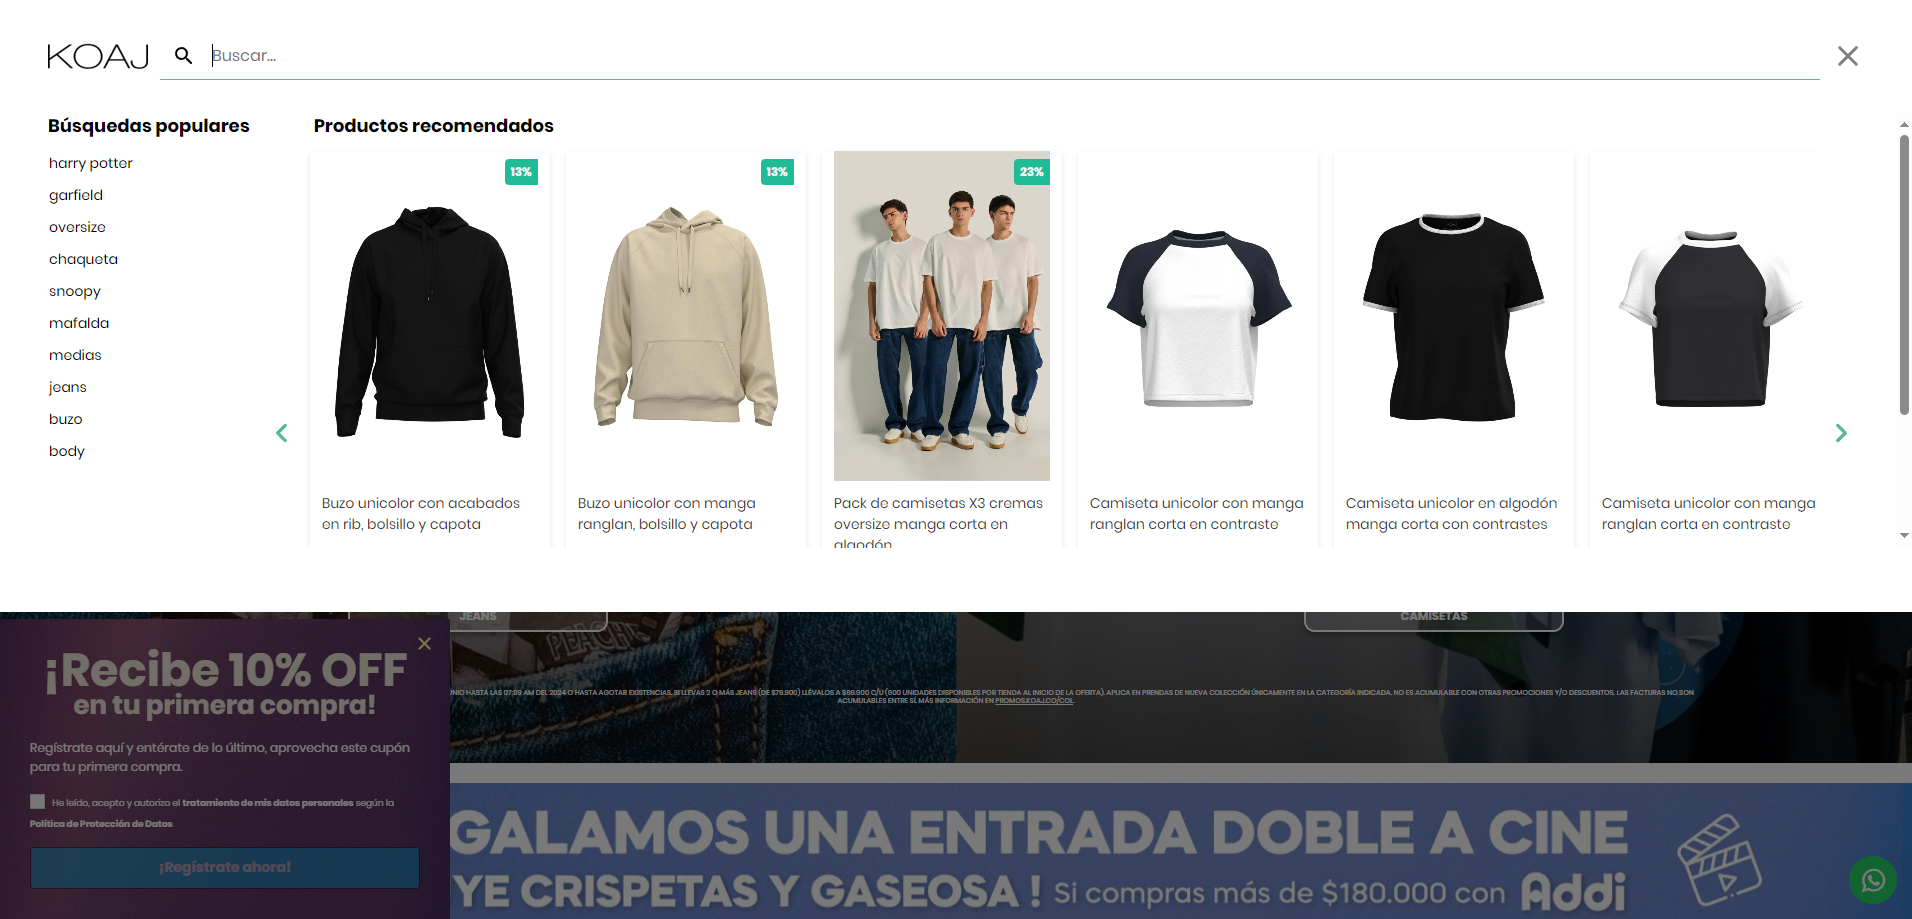 KOAJ
Buscar...
Búsquedas populares
harry potter
garfield
oversize
chaqueta
snoopy
mafalda
medias
jeans
buzo
body
Productos recomendados
13%
13%
23%
Buzo unicolor con acabados
en rib, bolsillo y capota
Buzo unicolor con manga
ranglan, bolsillo y capota
Pack de camisetas X3 cremas
oversize manga corta en
algodón
Camiseta unicolor con manga
ranglan corta en contraste
Camiseta unicolor en algodón
manga corta con contrastes
Camiseta unicolor con manga
ranglan corta en contraste
JEANS
CAMISETAS
¡Recibe 10% OFF
en tu primera compra!
Regístrate aquí y entérate de lo último, aprovecha este cupón
para tu primera compra.
He leído, acepto y autorizo el tratamiento de mis datos personales según la
Política de Protección de Datos
¡Regístrate ahora!
UNIO HASTA LAS 07:59 AM DEL 2024 O HASTA AGOTAR EXISTENCIAS. SI LLEVAS 2 O MÁS JEANS (DE $79.900) LLÉVALOS A $69.900 C/U (600 UNIDADES DISPONIBLES POR TIENDA AL INICIO DE LA OFERTA). APLICA EN PRENDAS DE NUEVA COLECCIÓN ÚNICAMENTE EN LA CATEGORÍA INDICADA. NO ES ACUMULABLE CON OTRAS PROMOCIONES Y/O DESCUENTOS. LAS FACTURAS NO SON
ACUMULABLES ENTRE SÍ. MÁS INFORMACIÓN EN PROMOS.KOAJ.CO/COL
GALAMOS UNA ENTRADA DOBLE A CINE
YE CRISPETAS Y GASEOSA ! Si compras más de $180.000 con Addi